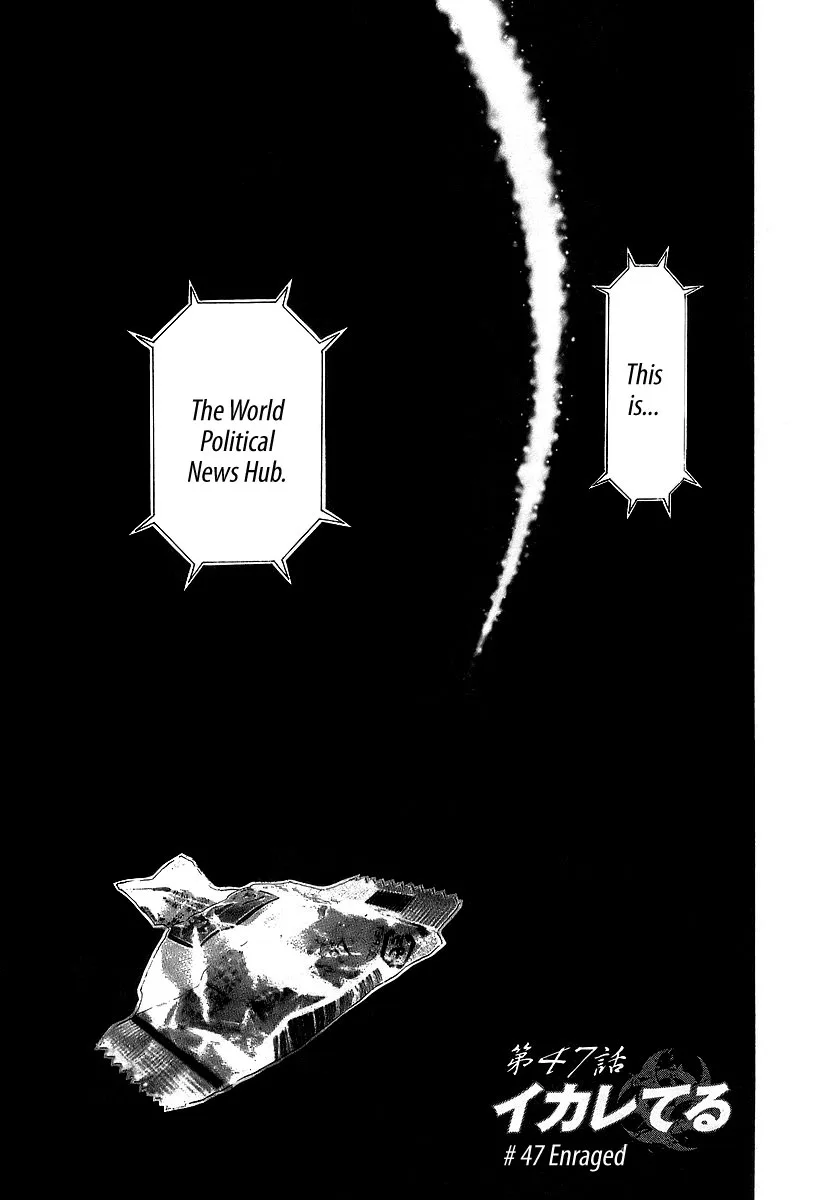 This
is...
The World
Political
News Hub.
第47話
イカレてる
# 47 Enraged